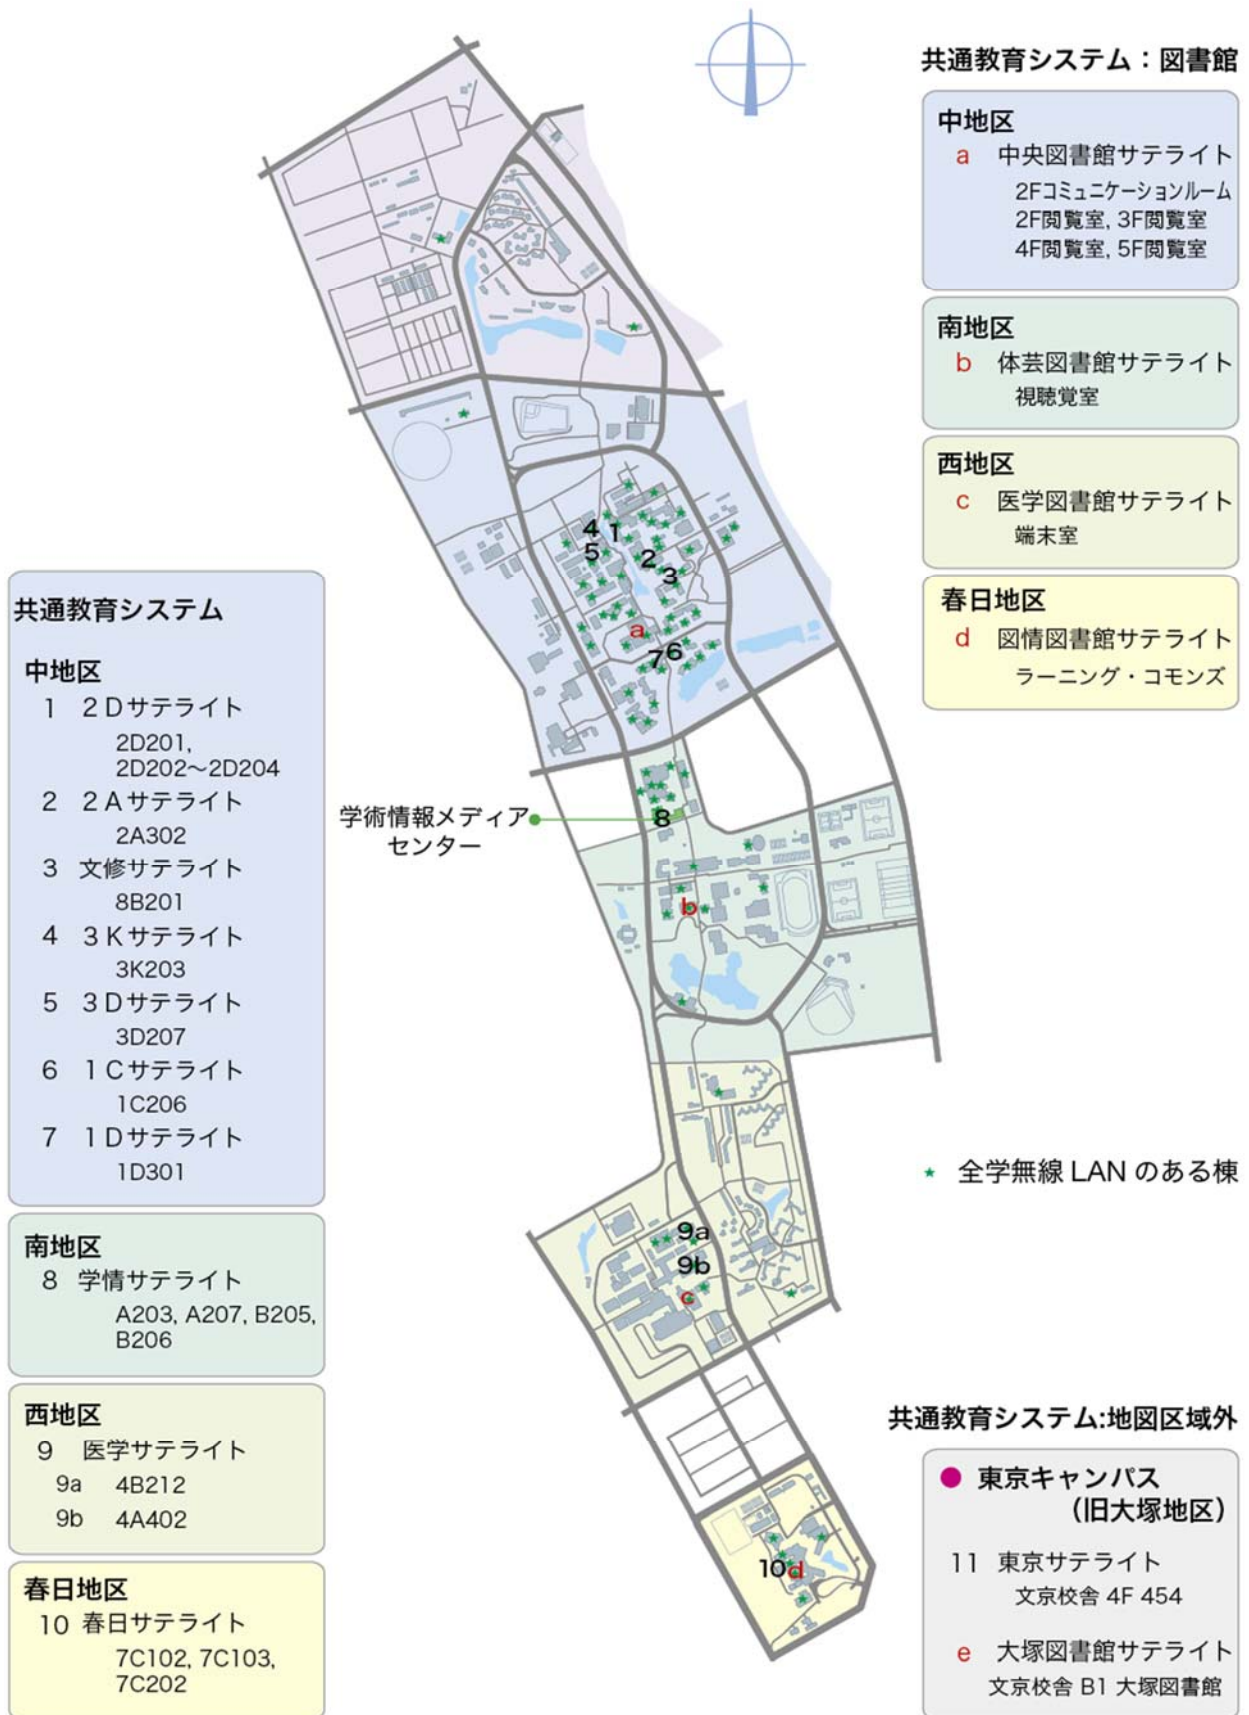 共通教育システム：図書館
中地区
a 中央図書館サテライト
2Fコミュニケーションルーム
2F閲覧室, 3F閲覧室
4F閲覧室, 5F閲覧室
南地区
b 体芸図書館サテライト
視聴覚室
西地区
c 医学図書館サテライト
端末室
春日地区
d 図情図書館サテライト
ラーニング・コモンズ
共通教育システム
中地区
1 2Dサテライト
2D201,
2D202～2D204
2 2Aサテライト
2A302
3 文修サテライト
8B201
4 3Kサテライト
3K203
5 3Dサテライト
3D207
6 1Cサテライト
1C206
7 1Dサテライト
1D301
南地区
8 学情サテライト
A203, A207, B205,
B206
西地区
9 医学サテライト
9a 4B212
9b 4A402
春日地区
10 春日サテライト
7C102, 7C103,
7C202
4
1
5
2
3
a
6
7
学術情報メディア
センター
8
b
9a
9b
c
10d
★ 全学無線 LAN のある棟
共通教育システム:地図区域外
● 東京キャンパス
（旧大塚地区）
11 東京サテライト
文京校舎 4F 454
e 大塚図書館サテライト
文京校舎 B1 大塚図書館